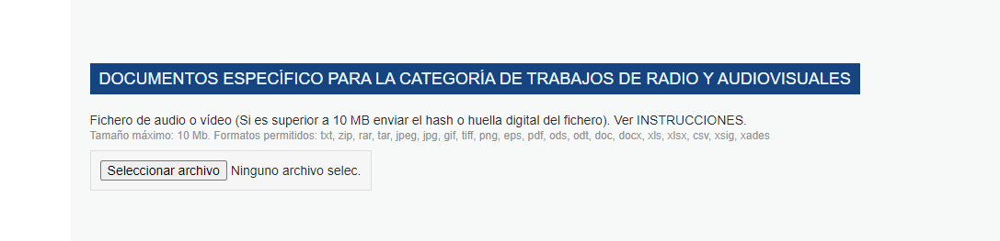 DOCUMENTOS ESPECÍFICO PARA LA CATEGORÍA DE TRABAJOS DE RADIO Y AUDIOVISUALES
Fichero de audio o vídeo (Si es superior a 10 MB enviar el hash o huella digital del fichero). Ver INSTRUCCIONES.
Tamaño máximo: 10 Mb. Formatos permitidos: txt, zip, rar, tar, jpeg, jpg, gif, tiff, png, eps, pdf, ods, odt, doc, docx, xls, xlsx, csv, xsig, xades
Seleccionar archivo Ninguno archivo selec.